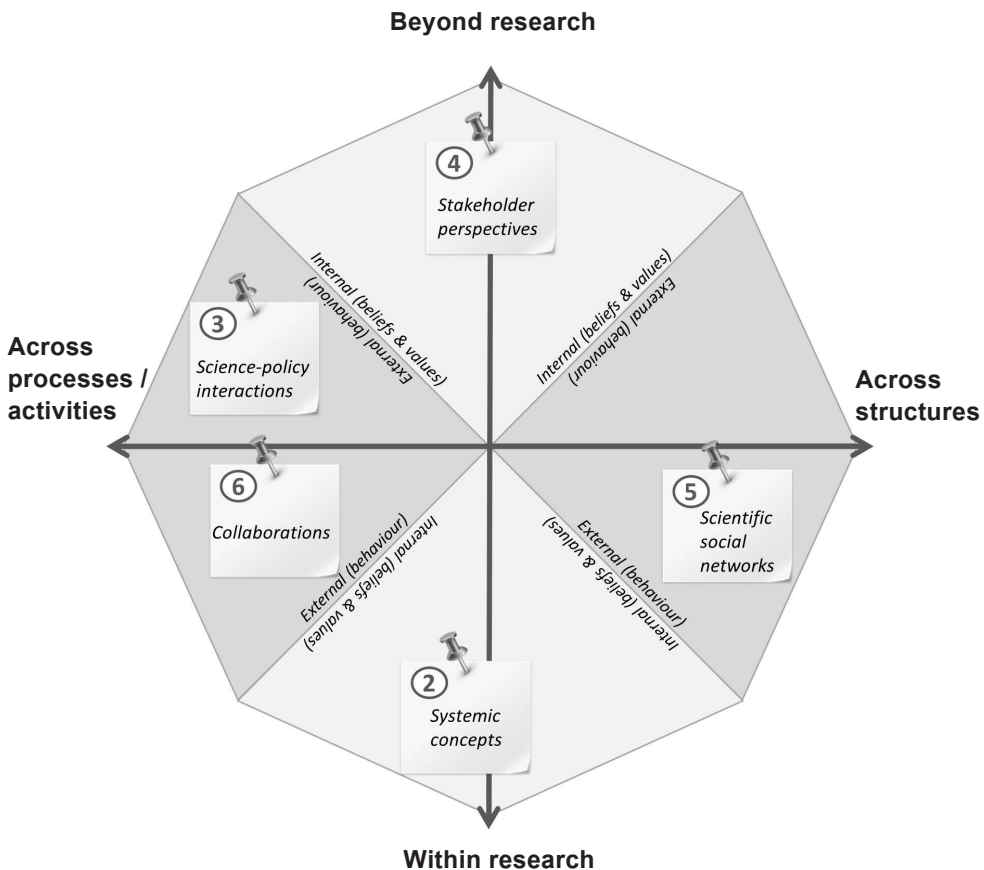 Beyond research
4
Stakeholder
perspectives
Internal (beliefs & values)
External (behaviour)
Internal (beliefs & values)
External (behaviour)
3
Science-policy
interactions
Across
processes /
activities
Across
structures
6
Collaborations
5
Scientific
social
networks
External (behaviour)
Internal (beliefs & values)
External (behaviour)
Internal (beliefs & values)
2
Systemic
concepts
Within research